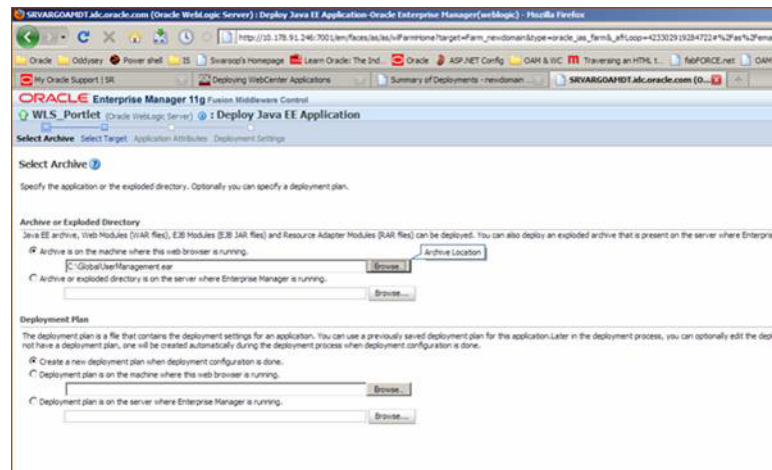 SRVARGOAMDT.idc.oracle.com (Oracle WebLogic Server) : Deploy Java EE Application-Oracle Enterprise Manager(weblogic) - Mozilla Firefox
Oracle Oddysey Power shell IS Swaroop's Homepage Learn Oracle: The Ind... Oracle ASP.NET Config OAM & WC Traversing an HTML t... fabFORCE.net OAM
My Oracle Support | SR Deploying WebCenter Applications Summary of Deployments - newdomain ... SRVARGOAMDT.idc.oracle.com (O...
ORACLE Enterprise Manager 11g Fusion Middleware Control
WLS_Portlet (Oracle WebLogic Server) : Deploy Java EE Application
Select Archive Select Target Application Attributes Deployment Settings
Select Archive
Specify the application or the exploded directory. Optionally you can specify a deployment plan.
Archive or Exploded Directory
Java EE archive, Web Modules (WAR files), EJB Modules (EJB JAR files) and Resource Adapter Modules (RAR files) can be deployed. You can also deploy an exploded archive that is present on the server where Enterpris
Archive is on the machine where this web browser is running.
Archive Location
C:\GlobalUserManagement.ear Browse...
Archive or exploded directory is on the server where Enterprise Manager is running.
Browse...
Deployment Plan
The deployment plan is a file that contains the deployment settings for an application. You can use a previously saved deployment plan for this application.Later in the deployment process, you can optionally edit the dep
not have a deployment plan, one will be created automatically during the deployment process when deployment configuration is done.
Create a new deployment plan when deployment configuration is done.
Deployment plan is on the machine where this web browser is running.
Browse...
Deployment plan is on the server where Enterprise Manager is running.
Browse...